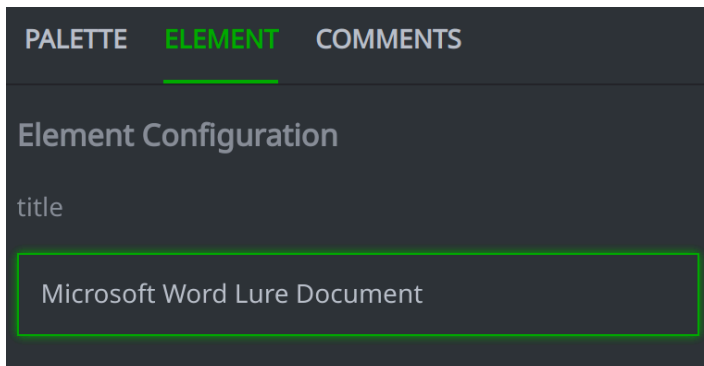 PALETTE ELEMENT COMMENTS
Element Configuration
title
Microsoft Word Lure Document